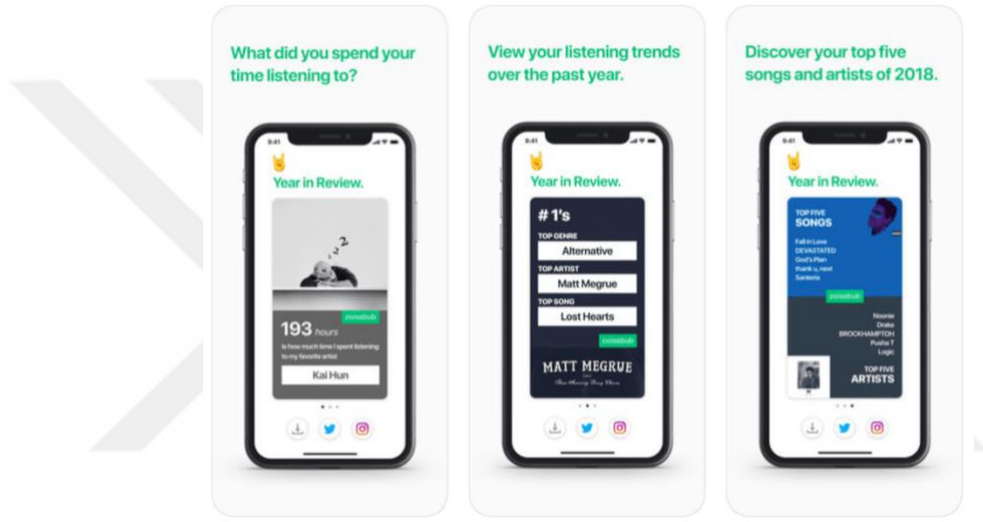 What did you spend your
time listening to?
9:41
Year in Review.
z z Z
193 hours
is how much time I spent listening
to my favorite artist
Kai Hun
View your listening trends
over the past year.
9:41
Year in Review.
# 1's
TOP GENRE
Alternative
TOP ARTIST
Matt Megrue
TOP SONG
Lost Hearts
MATT MEGRUE
Discover your top five
songs and artists of 2018.
9:41
Year in Review.
TOP FIVE
SONGS
Fall in Love
DEVASTATED
God's Plan
thank u, next
Santeria
Noonie
Drake
BROCKHAMPTON
Pusha T
Logic
TOP FIVE
ARTISTS